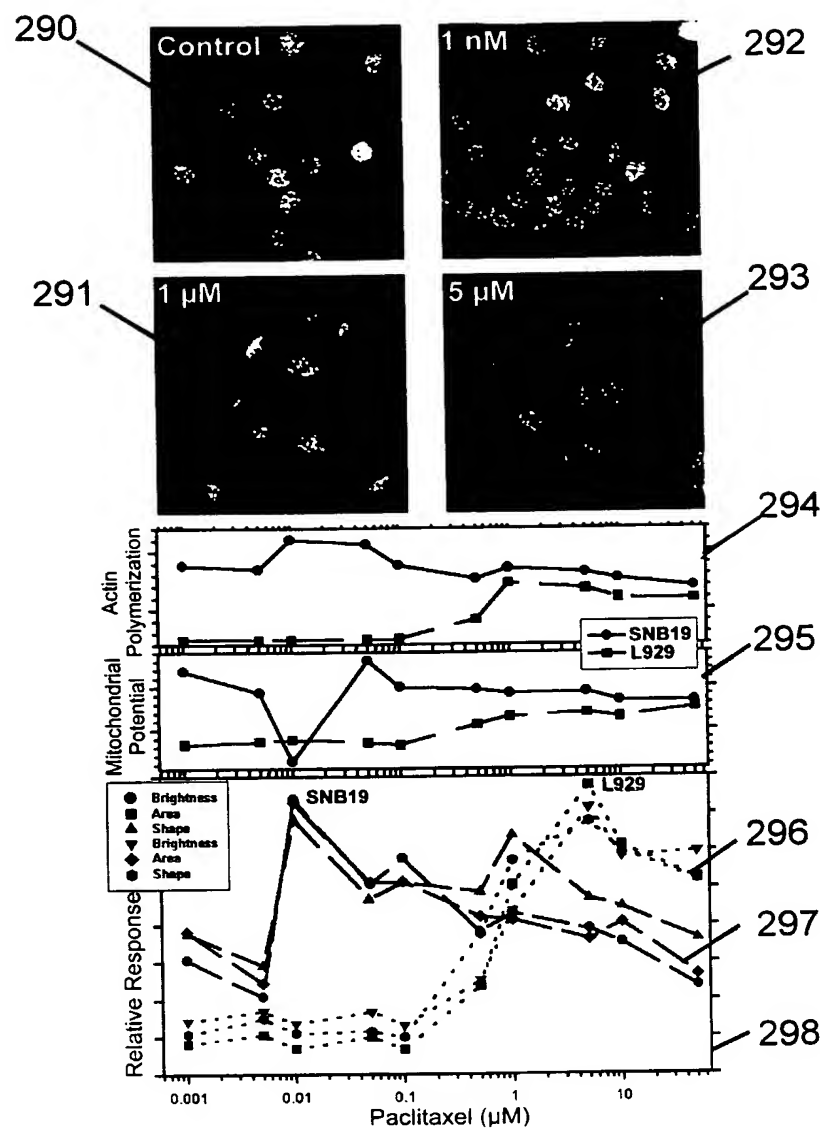 290
Control
1 nM
292
291
1 µM
5 µM
293
294
Actin
Polymerization
SNB19
L929
295
Mitochondrial
Potential
Brightness
Area
Shape
Brightness
Area
Shape
SNB19
L929
296
Relative Response
297
298
0.001
0.01
0.1
1
10
Paclitaxel (µM)